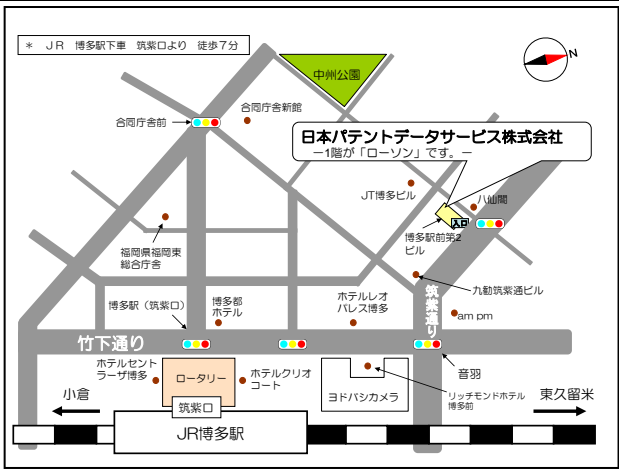 ＊ ＪＲ 博多駅下車 筑紫口より 徒歩７分
中州公園
N
合同庁舎新館
合同庁舎前
日本パテントデータサービス株式会社
－1階が「ローソン」です。－
JT博多ビル
八仙閣
入口
博多駅前第2
ビル
福岡県福岡東
総合庁舎
九勧筑紫通ビル
博多駅（筑紫口）
博多都
ホテル
ホテルレオ
パレス博多
筑紫通り
am pm
竹下通り
音羽
ホテルセント
ラーザ博多
ロータリー
ホテルクリオ
コート
ヨドバシカメラ
リッチモンドホテル
博多前
小倉
東久留米
筑紫口
JR博多駅